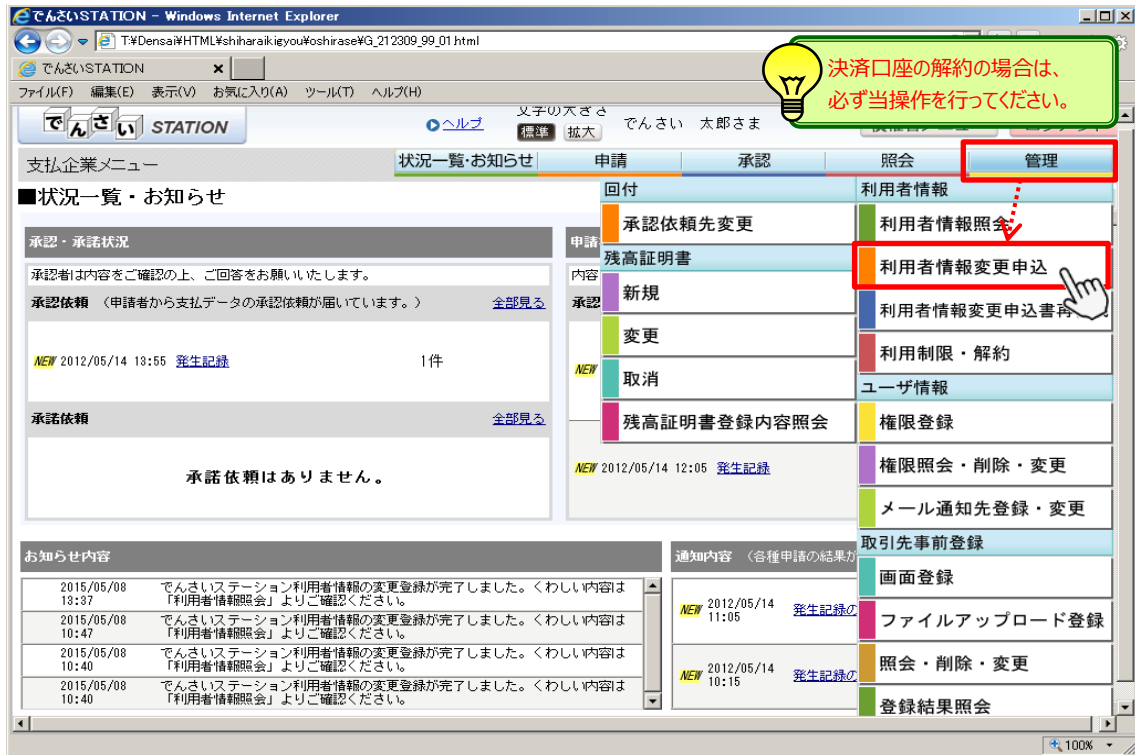 でんさいSTATION - Windows Internet Explorer
T:¥Densai¥HTML¥shiharaikigyou¥oshirase¥G_212309_99_01.html
でんさいSTATION
ファイル(F) 編集(E) 表示(V) お気に入り(A) ツール(T) ヘルプ(H)
決済口座の解約の場合は、
必ず当操作を行ってください。
でんさい STATION
ヘルプ
文字の大きさ
標準 拡大
でんさい 太郎さま
支払企業メニュー
状況一覧・お知らせ 申請 承認 照会 管理
■状況一覧・お知らせ
回付
承認依頼先変更
残高証明書
新規
変更
取消
残高証明書登録内容照会
利用者情報
利用者情報照会
利用者情報変更申込
利用者情報変更申込書再
利用制限・解約
ユーザ情報
権限登録
権限照会・削除・変更
メール通知先登録・変更
取引先事前登録
画面登録
ファイルアップロード登録
照会・削除・変更
登録結果照会
承認・承諾状況
承認者は内容をご確認の上、ご回答をお願いいたします。
承認依頼 (申請者から支払データの承認依頼が届いています。) 全部見る
NEW 2012/05/14 13:55 発生記録 1件
承諾依頼 全部見る
承諾依頼はありません。
申請
内容
承認
NEW
NEW 2012/05/14 12:05 発生記録
お知らせ内容
2015/05/08 13:37 でんさいステーション利用者情報の変更登録が完了しました。くわしい内容は
「利用者情報照会」よりご確認ください。
2015/05/08 10:47 でんさいステーション利用者情報の変更登録が完了しました。くわしい内容は
「利用者情報照会」よりご確認ください。
2015/05/08 10:40 でんさいステーション利用者情報の変更登録が完了しました。くわしい内容は
「利用者情報照会」よりご確認ください。
2015/05/08 10:40 でんさいステーション利用者情報の変更登録が完了しました。くわしい内容は
「利用者情報照会」よりご確認ください。
通知内容 (各種申請の結果が
NEW 2012/05/14 11:05 発生記録の
NEW 2012/05/14 10:15 発生記録の
100%